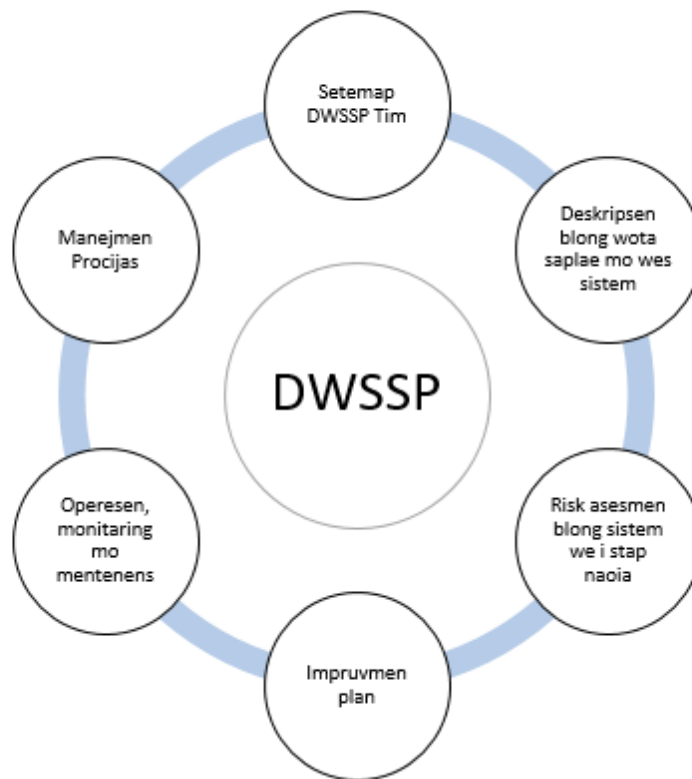 Setemap
DWSSP Tim
Deskripsen
blong wota
saplae mo wes
sistem
Risk asesmen
blong sistem
we i stap
naoia
Impruvmen
plan
Operesen,
monitaring
mo
mentenens
Manejmen
Procijas
DWSSP